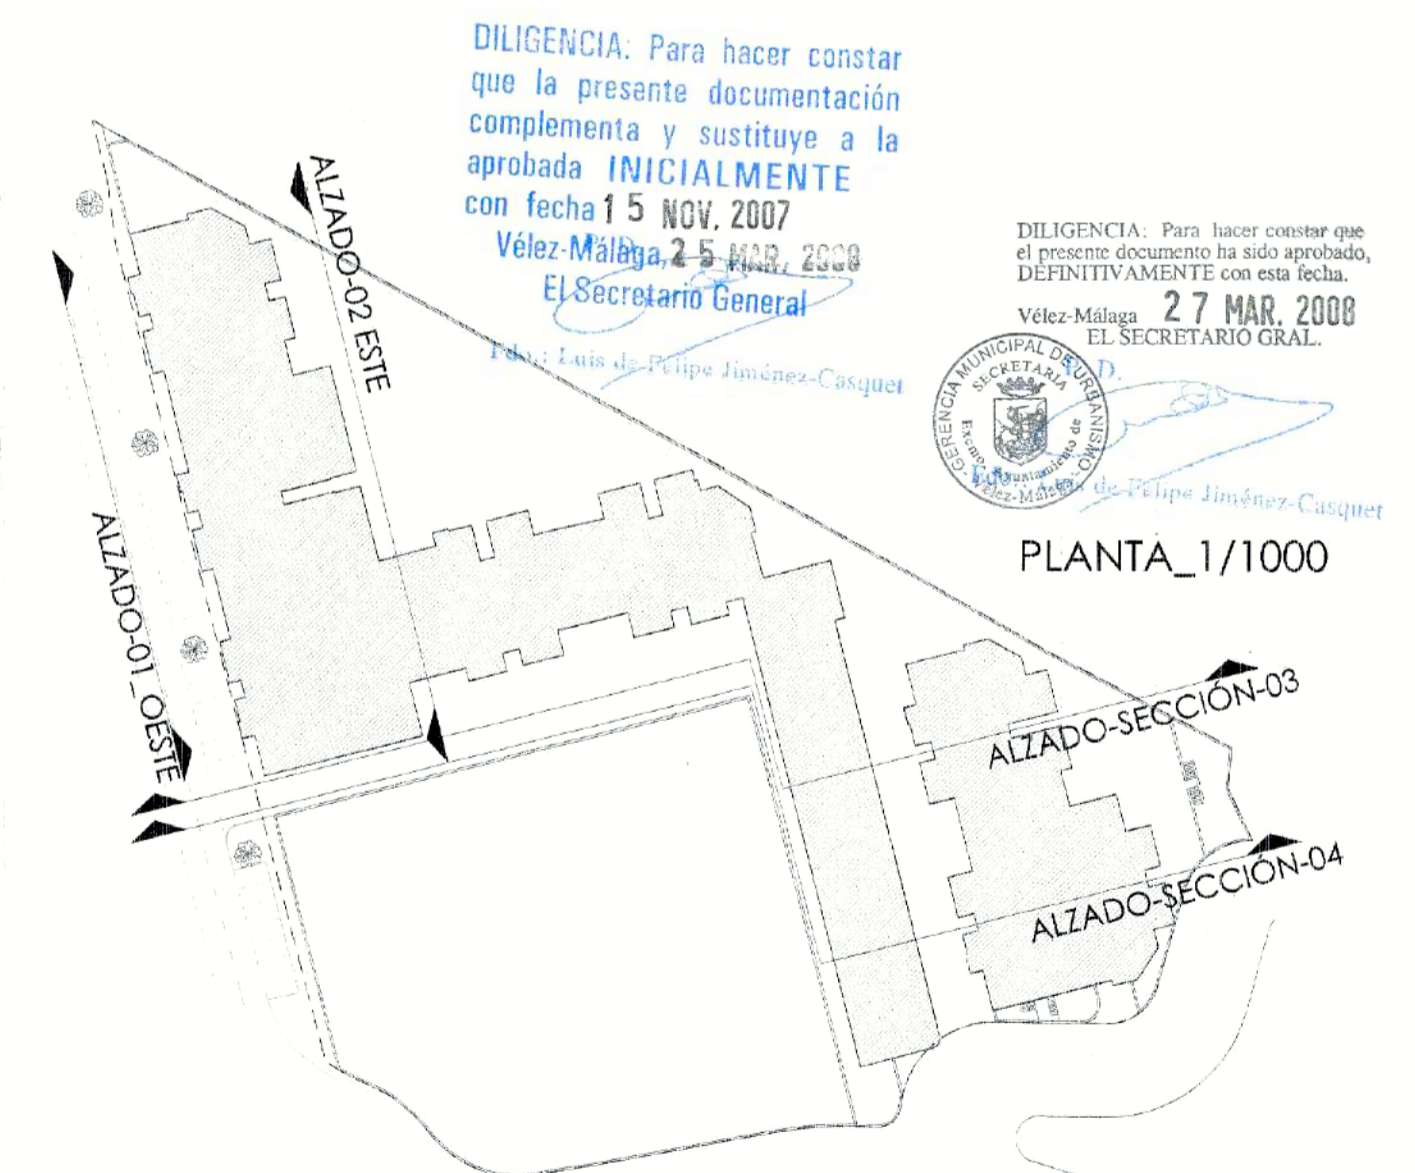 DILIGENCIA: Para hacer constar
que la presente documentación
complementa y sustituye a la
aprobada INICIALMENTE
con fecha 15 NOV. 2007
Vélez-Málaga, 25 MAR. 2008
El Secretario General
Fdo.: Luis de Felipe Jiménez-Casquet
DILIGENCIA: Para hacer constar que
el presente documento ha sido aprobado,
DEFINITIVAMENTE con esta fecha.
Vélez-Málaga 27 MAR. 2008
EL SECRETARIO GRAL.
P. D.
GERENCIA MUNICIPAL DE URBANISMO
SECRETARIA
Excmo. Ayuntamiento de
Vélez-Málaga
Fdo.: Luis de Felipe Jiménez-Casquet
PLANTA_1/1000
ALZADO-02 ESTE
ALZADO-01_OESTE
ALZADO-SECCIÓN-03
ALZADO-SECCIÓN-04